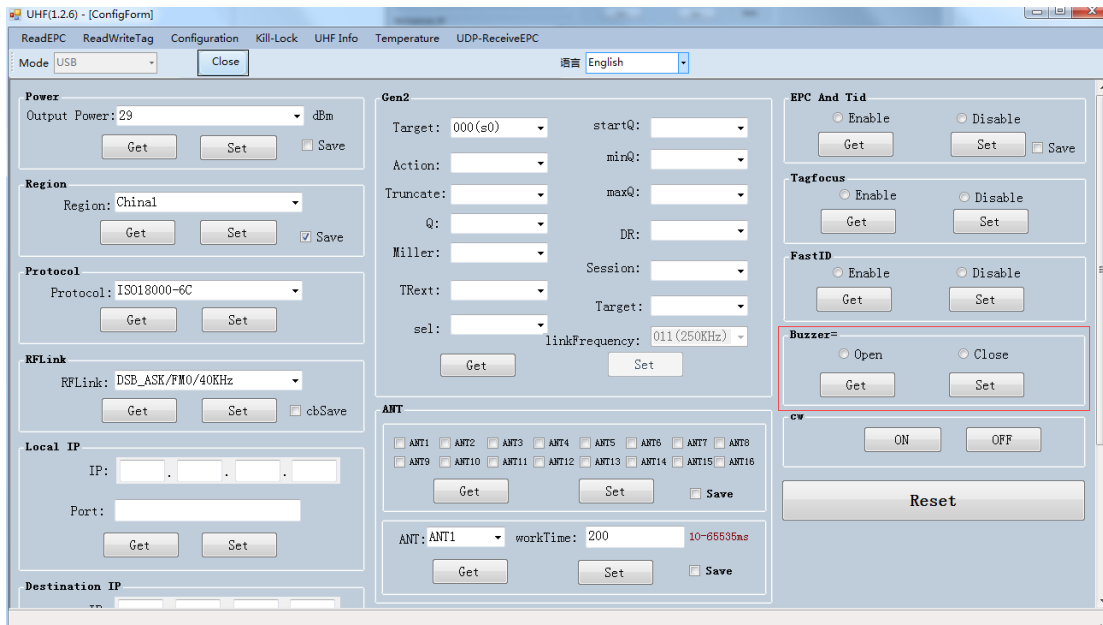 UHF(1.2.6) - [ConfigForm]
ReadEPC ReadWriteTag Configuration Kill-Lock UHF Info Temperature UDP-ReceiveEPC
Mode USB Close 语言 English
Power
Output Power: 29 dBm
Get Set Save
Region
Region: China1
Get Set Save
Protocol
Protocol: ISO18000-6C
Get Set
RFLink
RFLink: DSB_ASK/FM0/40KHz
Get Set cbSave
Local IP
IP: . . .
Port:
Get Set
Destination IP
Gen2
Target: 000(s0) startQ:
Action: minQ:
Truncate: maxQ:
Q: DR:
Miller: Session:
TRext: Target:
sel: linkFrequency: 011(250KHz)
Get Set
ANT
ANT1 ANT2 ANT3 ANT4 ANT5 ANT6 ANT7 ANT8
ANT9 ANT10 ANT11 ANT12 ANT13 ANT14 ANT15 ANT16
Get Set Save
ANT: ANT1 workTime: 200 10-65535ms
Get Set Save
EPC And Tid
Enable Disable
Get Set Save
Tagfocus
Enable Disable
Get Set
FastID
Enable Disable
Get Set
Buzzer=
Open Close
Get Set
cw
ON OFF
Reset